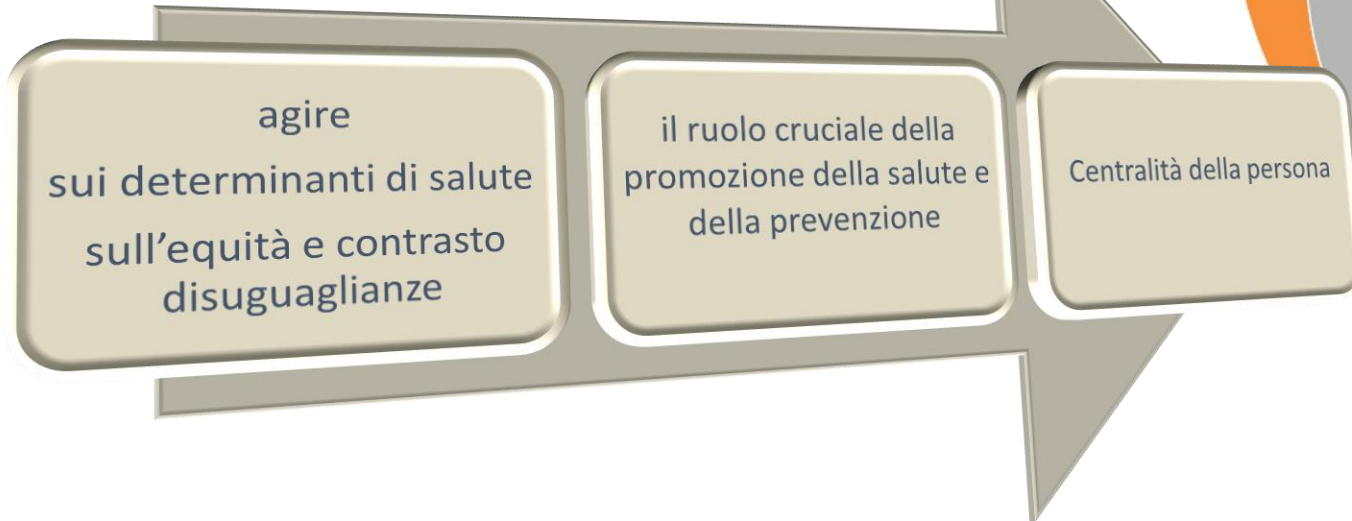 agire
sui determinanti di salute
sull'equità e contrasto
disuguaglianze
il ruolo cruciale della
promozione della salute e
della prevenzione
Centralità della persona